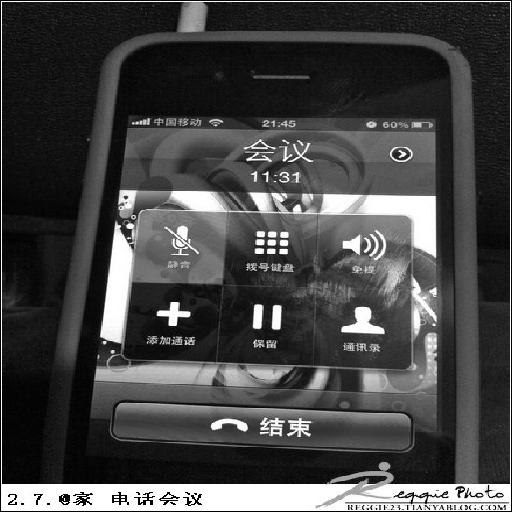 中国移动 21:45 60%
会议
11:31
静音 拨号键盘 免提
添加通话 保留 通讯录
结束
2.7.@家 电话会议
Reggie Photo
REGGIE23.TIANYABLOG.COM